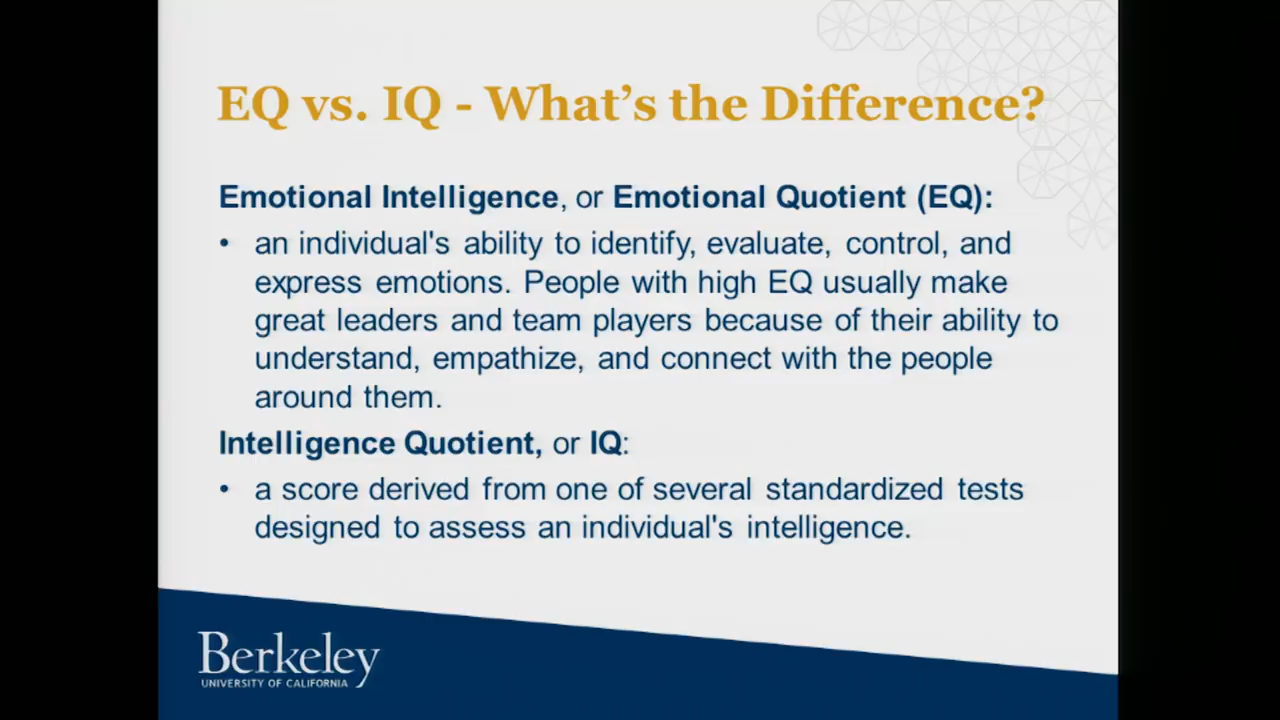 EQ vs. IQ - What's the Difference?
Emotional Intelligence, or Emotional Quotient (EQ):
• an individual's ability to identify, evaluate, control, and
express emotions. People with high EQ usually make
great leaders and team players because of their ability to
understand, empathize, and connect with the people
around them.
Intelligence Quotient, or IQ:
• a score derived from one of several standardized tests
designed to assess an individual's intelligence.
Berkeley
UNIVERSITY OF CALIFORNIA